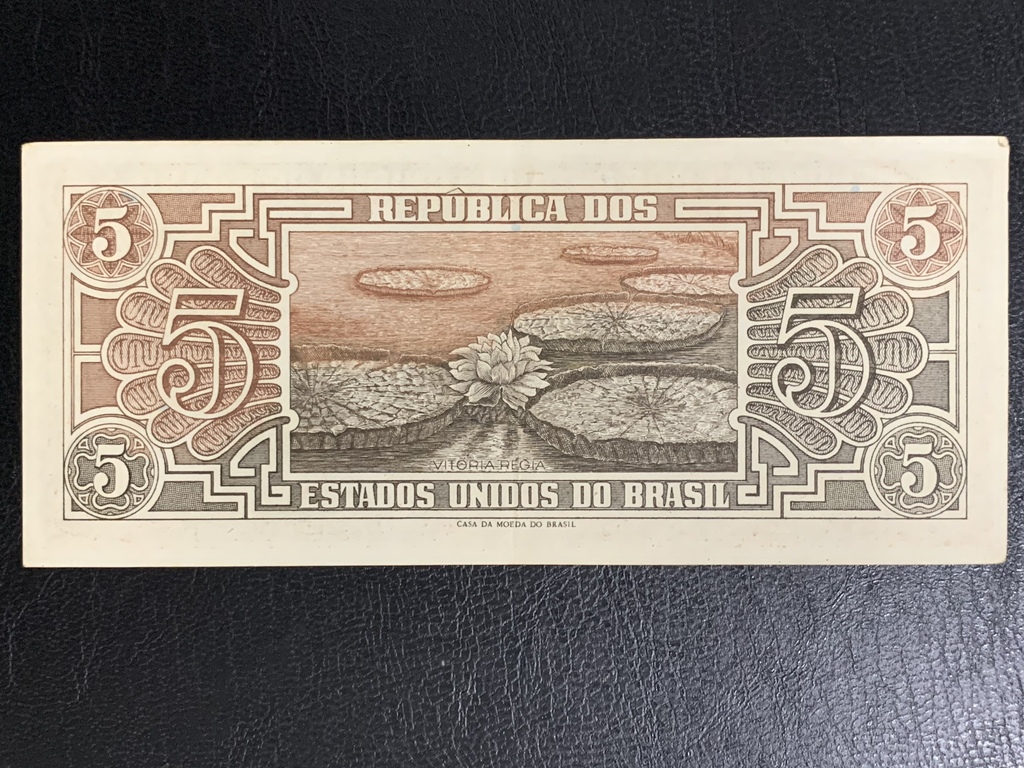 5 REPÚBLICA DOS 5
5 5
VITÓRIA RÉGIA
5 ESTADOS UNIDOS DO BRASIL 5
CASA DA MOEDA DO BRASIL